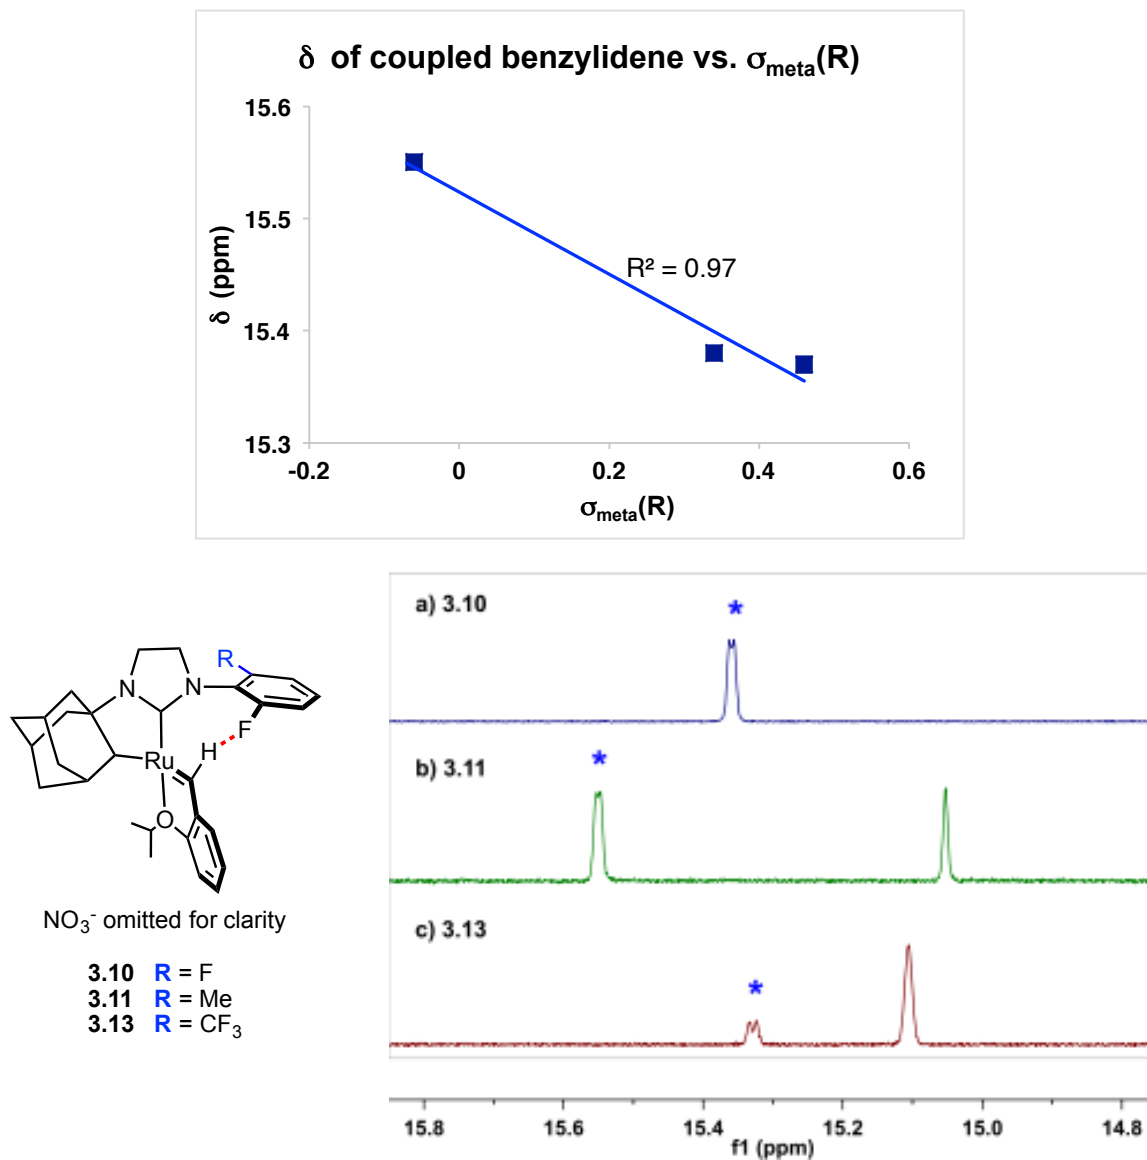 δ of coupled benzylidene vs. σmeta(R)
15.6
15.5
15.4
15.3
δ (ppm)
R² = 0.97
-0.2 0 0.2 0.4 0.6
σmeta(R)
a) 3.10
*
b) 3.11
*
c) 3.13
*
15.8 15.6 15.4 15.2 15.0 14.8
f1 (ppm)
R
N N
F
H
Ru
O
NO3- omitted for clarity
3.10 R = F
3.11 R = Me
3.13 R = CF3